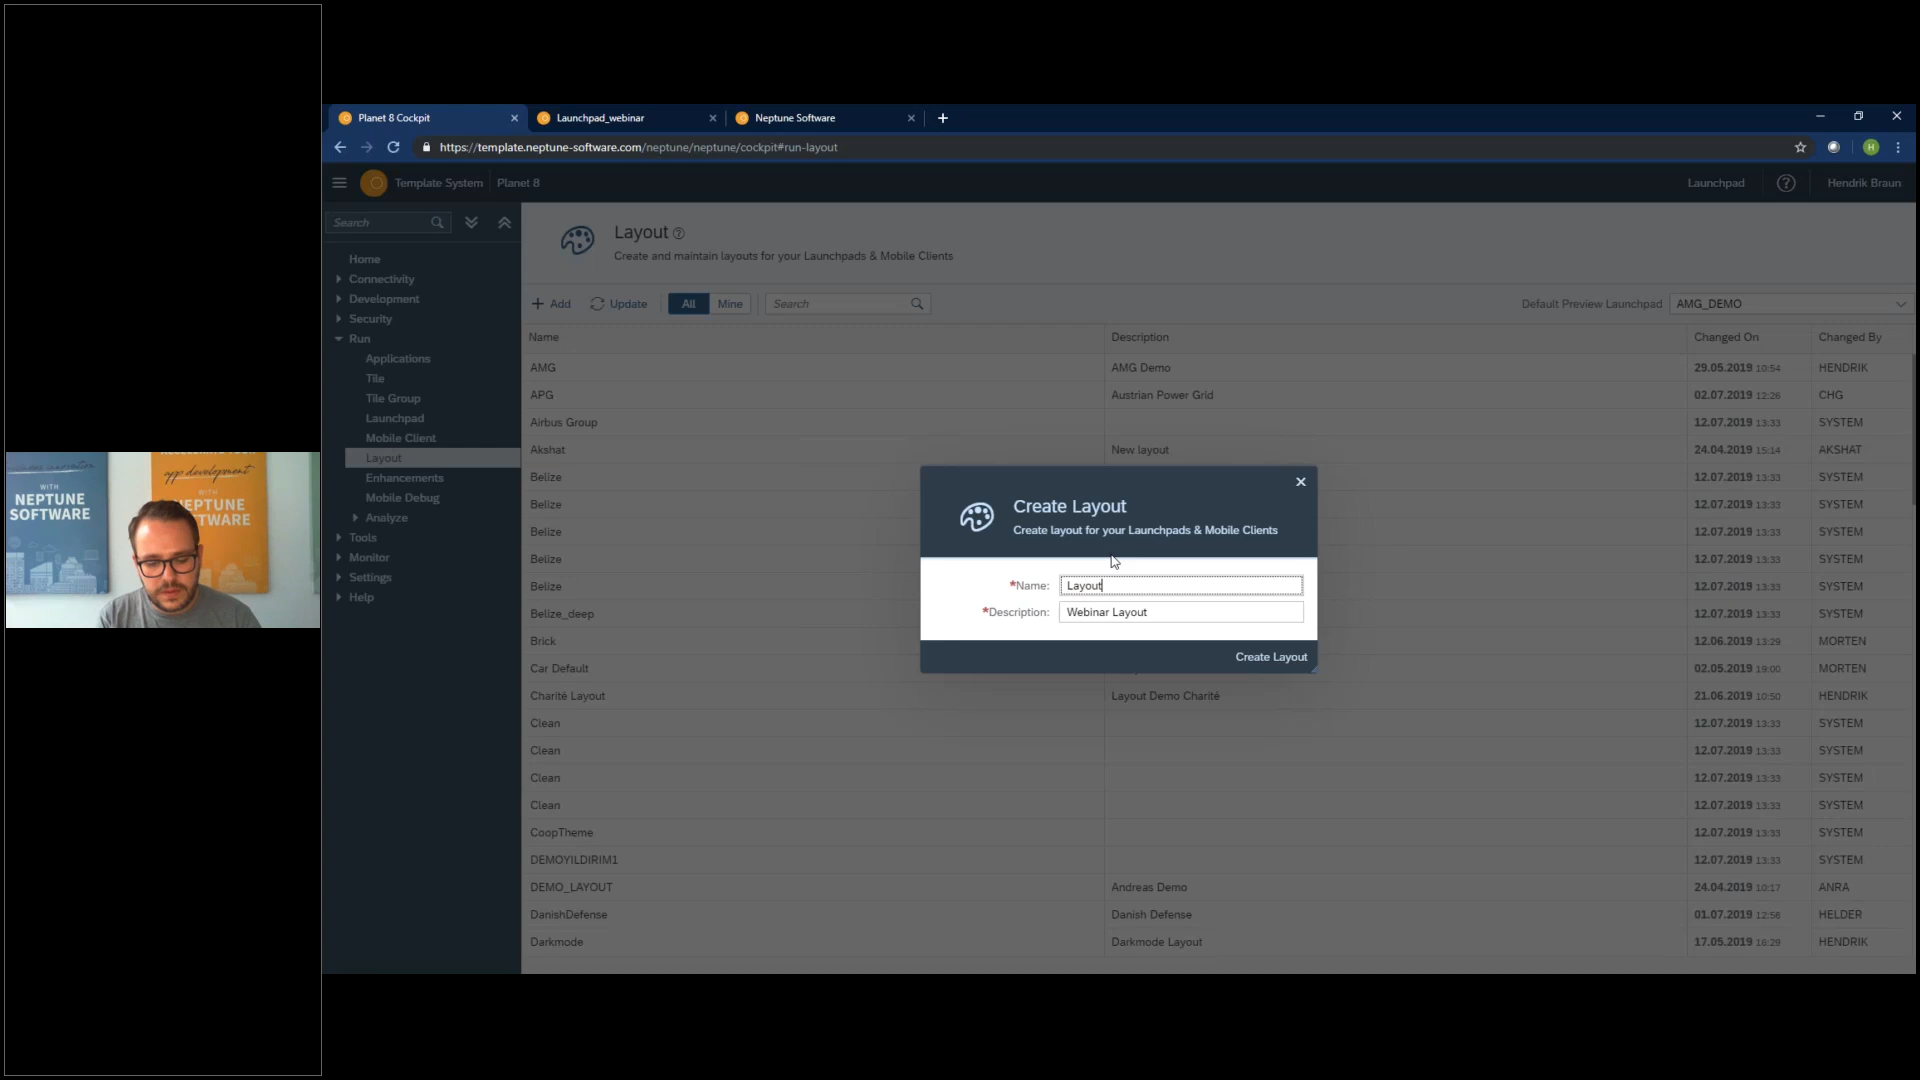 WITH
NEPTUNE
SOFTWARE
app development
WITH
NEPTUNE
SOFTWARE
Planet 8 Cockpit
Launchpad_webinar
Neptune Software
https://template.neptune-software.com/neptune/neptune/cockpit#run-layout
H
Template System
Planet 8
Launchpad
Hendrik Braun
Search
Home
Connectivity
Development
Security
Run
Applications
Tile
Tile Group
Launchpad
Mobile Client
Layout
Enhancements
Mobile Debug
Analyze
Tools
Monitor
Settings
Help
Layout
Create and maintain layouts for your Launchpads & Mobile Clients
Add Update All Mine Search Default Preview Launchpad AMG_DEMO
Name Description Changed On Changed By
AMG AMG Demo 29.05.2019 10:54 HENDRIK
APG Austrian Power Grid 02.07.2019 12:26 CHG
Airbus Group 12.07.2019 13:33 SYSTEM
Akshat New layout 24.04.2019 15:14 AKSHAT
Belize 12.07.2019 13:33 SYSTEM
Belize 12.07.2019 13:33 SYSTEM
Belize 12.07.2019 13:33 SYSTEM
Belize 12.07.2019 13:33 SYSTEM
Belize 12.07.2019 13:33 SYSTEM
Belize_deep 12.07.2019 13:33 SYSTEM
Brick 12.06.2019 13:29 MORTEN
Car Default 02.05.2019 19:00 MORTEN
Charité Layout Layout Demo Charité 21.06.2019 10:50 HENDRIK
Clean 12.07.2019 13:33 SYSTEM
Clean 12.07.2019 13:33 SYSTEM
Clean 12.07.2019 13:33 SYSTEM
Clean 12.07.2019 13:33 SYSTEM
CoopTheme 12.07.2019 13:33 SYSTEM
DEMOYILDIRIM1 12.07.2019 13:33 SYSTEM
DEMO_LAYOUT Andreas Demo 24.04.2019 10:17 ANRA
DanishDefense Danish Defense 01.07.2019 12:56 HELDER
Darkmode Darkmode Layout 17.05.2019 16:29 HENDRIK
Create Layout
Create layout for your Launchpads & Mobile Clients
*Name: Layout
*Description: Webinar Layout
Create Layout